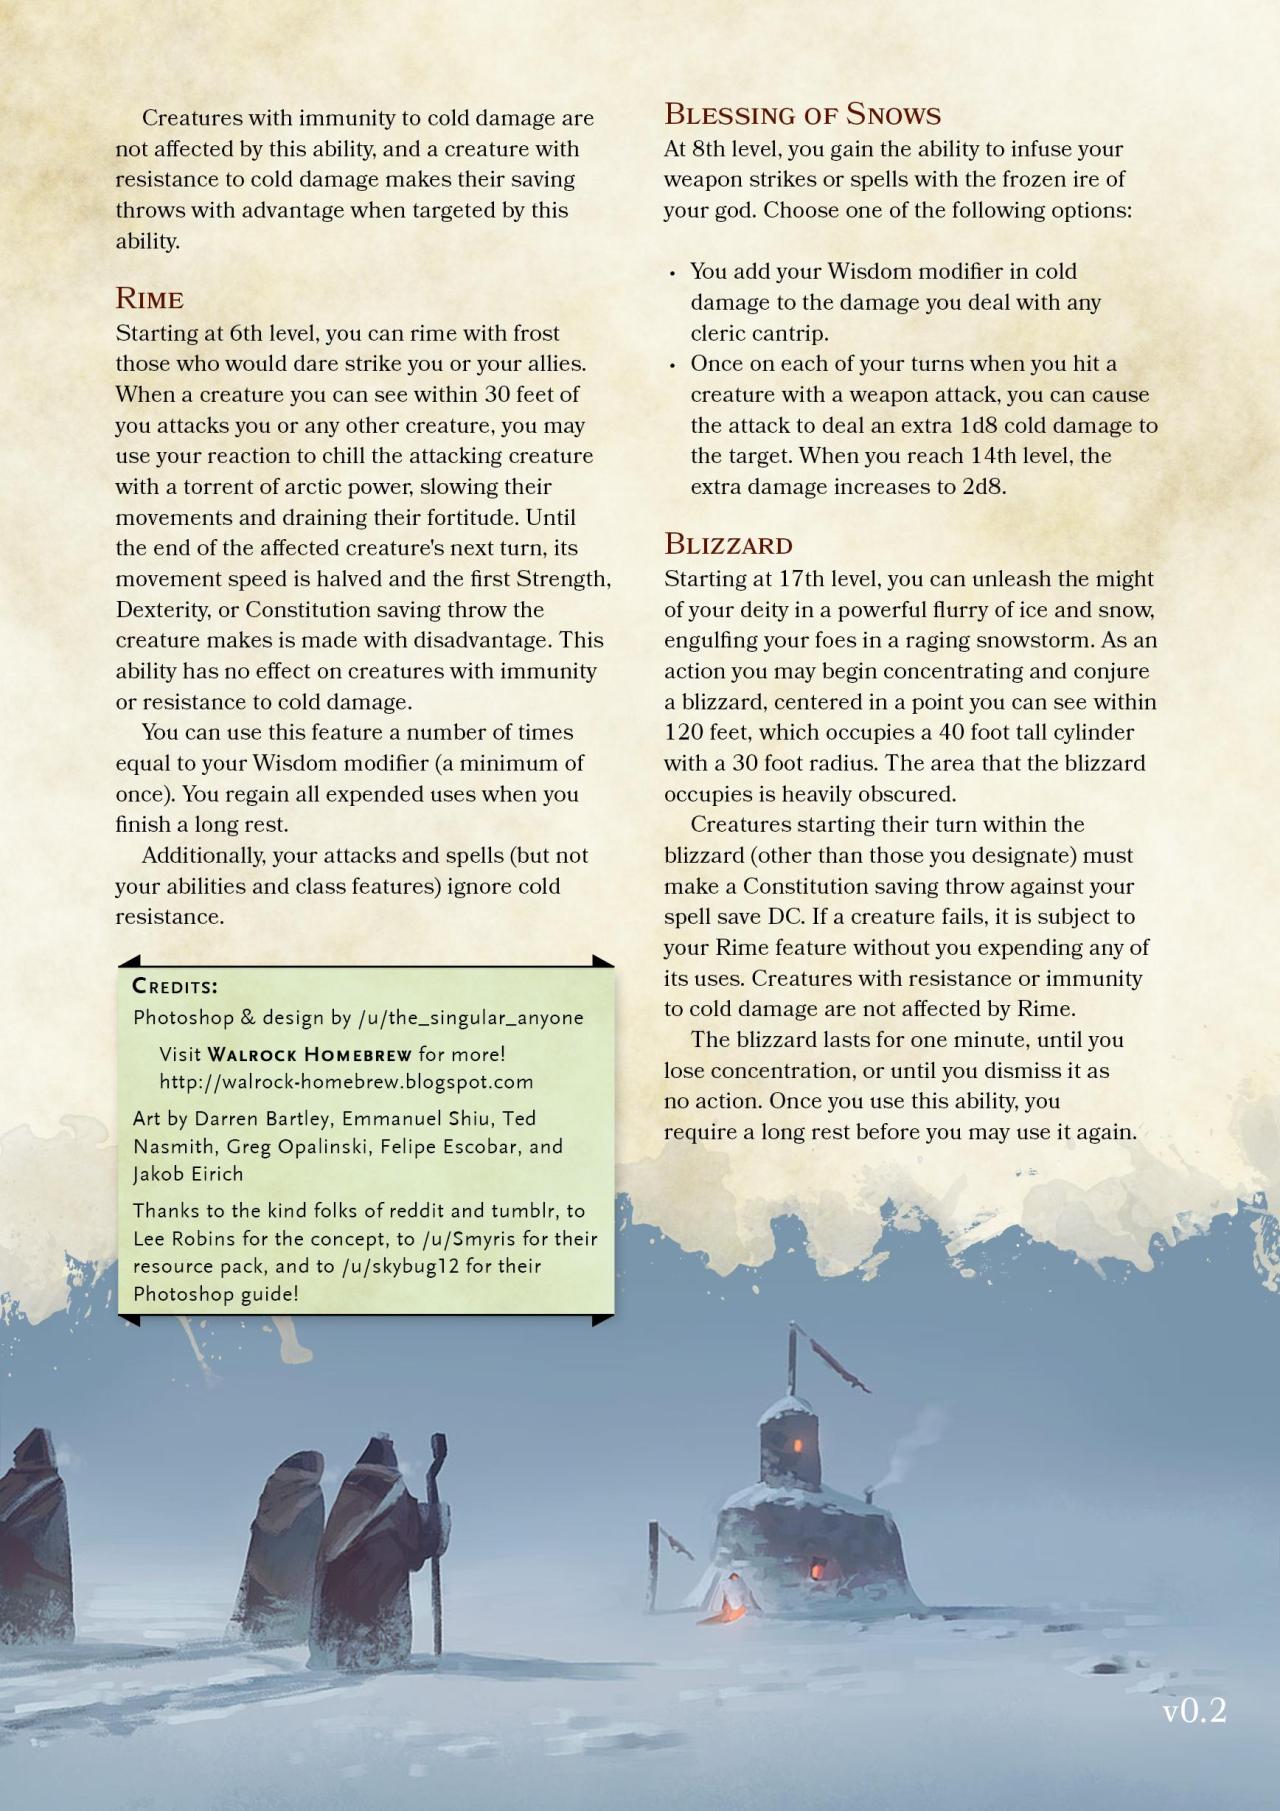 Creatures with immunity to cold damage are
not affected by this ability, and a creature with
resistance to cold damage makes their saving
throws with advantage when targeted by this
ability.
Rime
Starting at 6th level, you can rime with frost
those who would dare strike you or your allies.
When a creature you can see within 30 feet of
you attacks you or any other creature, you may
use your reaction to chill the attacking creature
with a torrent of arctic power, slowing their
movements and draining their fortitude. Until
the end of the affected creature's next turn, its
movement speed is halved and the first Strength,
Dexterity, or Constitution saving throw the
creature makes is made with disadvantage. This
ability has no effect on creatures with immunity
or resistance to cold damage.
You can use this feature a number of times
equal to your Wisdom modifier (a minimum of
once). You regain all expended uses when you
finish a long rest.
Additionally, your attacks and spells (but not
your abilities and class features) ignore cold
resistance.
Credits:
Photoshop & design by /u/the_singular_anyone
Visit Walrock Homebrew for more!
http://walrock-homebrew.blogspot.com
Art by Darren Bartley, Emmanuel Shiu, Ted
Nasmith, Greg Opalinski, Felipe Escobar, and
Jakob Eirich
Thanks to the kind folks of reddit and tumblr, to
Lee Robins for the concept, to /u/Smyris for their
resource pack, and to /u/skybug12 for their
Photoshop guide!
Blessing of Snows
At 8th level, you gain the ability to infuse your
weapon strikes or spells with the frozen ire of
your god. Choose one of the following options:
• You add your Wisdom modifier in cold
damage to the damage you deal with any
cleric cantrip.
• Once on each of your turns when you hit a
creature with a weapon attack, you can cause
the attack to deal an extra 1d8 cold damage to
the target. When you reach 14th level, the
extra damage increases to 2d8.
Blizzard
Starting at 17th level, you can unleash the might
of your deity in a powerful flurry of ice and snow,
engulfing your foes in a raging snowstorm. As an
action you may begin concentrating and conjure
a blizzard, centered in a point you can see within
120 feet, which occupies a 40 foot tall cylinder
with a 30 foot radius. The area that the blizzard
occupies is heavily obscured.
Creatures starting their turn within the
blizzard (other than those you designate) must
make a Constitution saving throw against your
spell save DC. If a creature fails, it is subject to
your Rime feature without you expending any of
its uses. Creatures with resistance or immunity
to cold damage are not affected by Rime.
The blizzard lasts for one minute, until you
lose concentration, or until you dismiss it as
no action. Once you use this ability, you
require a long rest before you may use it again.
v0.2